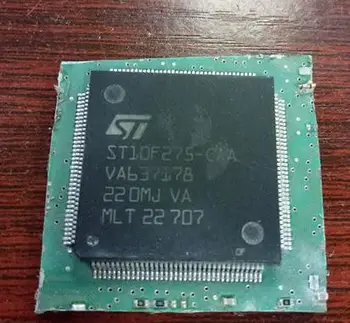 ST
ST10F275-CAA
VA637178
220MJ VA
MLT 22 707